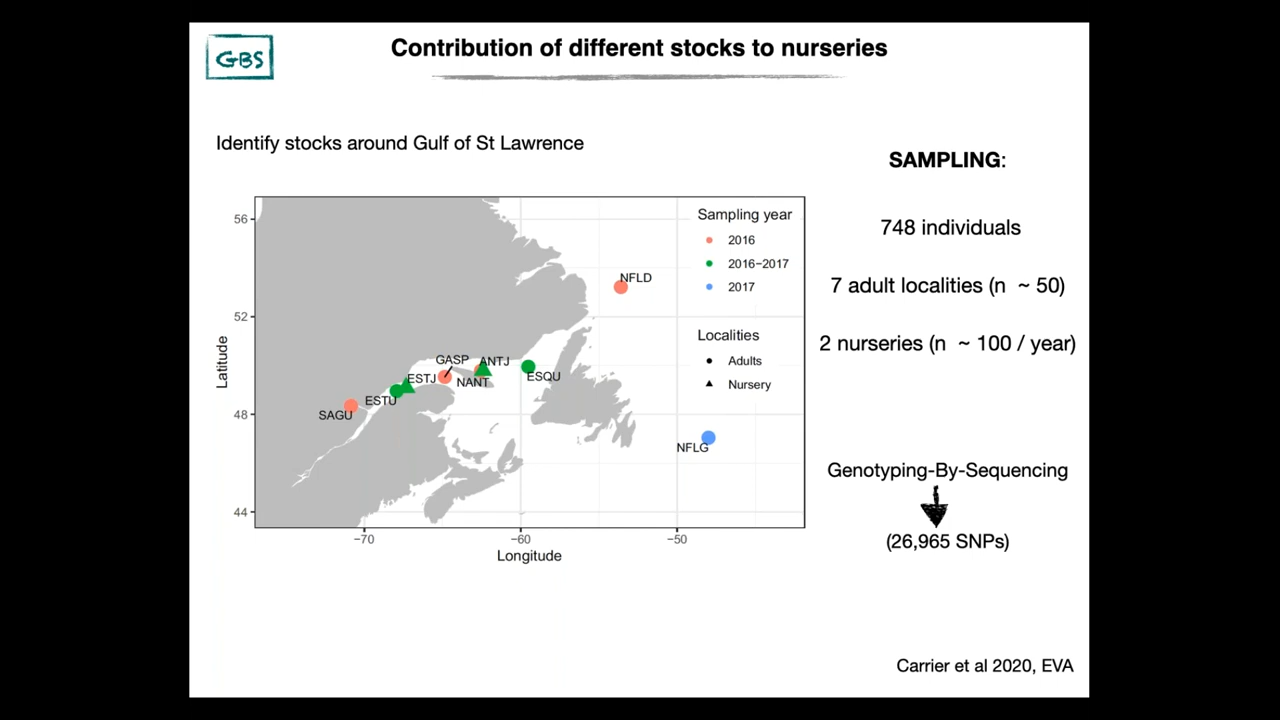 GBS
Contribution of different stocks to nurseries
Identify stocks around Gulf of St Lawrence
56
52
48
44
Latitude
−70
−60
−50
Longitude
SAGU
ESTU
ESTJ
GASP
NANT
ANTJ
ESQU
NFLD
NFLG
Sampling year
2016
2016−2017
2017
Localities
Adults
Nursery
SAMPLING:
748 individuals
7 adult localities (n ~ 50)
2 nurseries (n ~ 100 / year)
Genotyping-By-Sequencing
(26,965 SNPs)
Carrier et al 2020, EVA